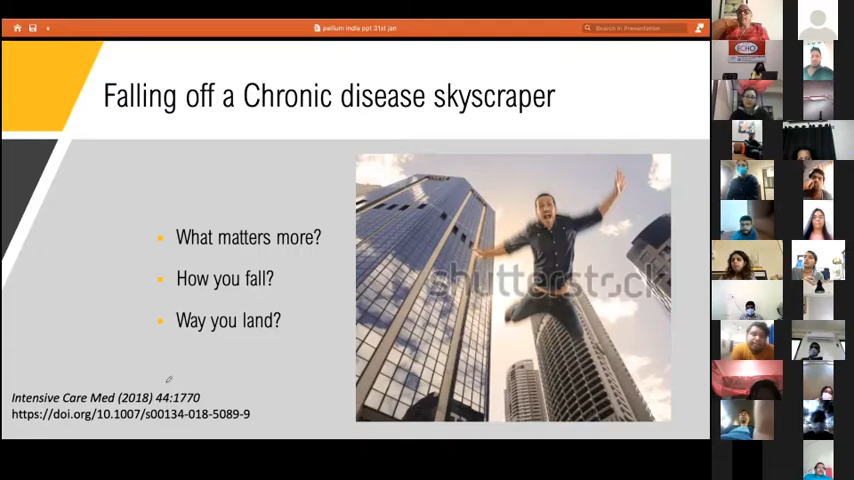 pallium india ppt 31st jan
Search in Presentation
Falling off a Chronic disease skyscraper
What matters more?
How you fall?
Way you land?
shutterstock
Intensive Care Med (2018) 44:1770
https://doi.org/10.1007/s00134-018-5089-9
ECHO